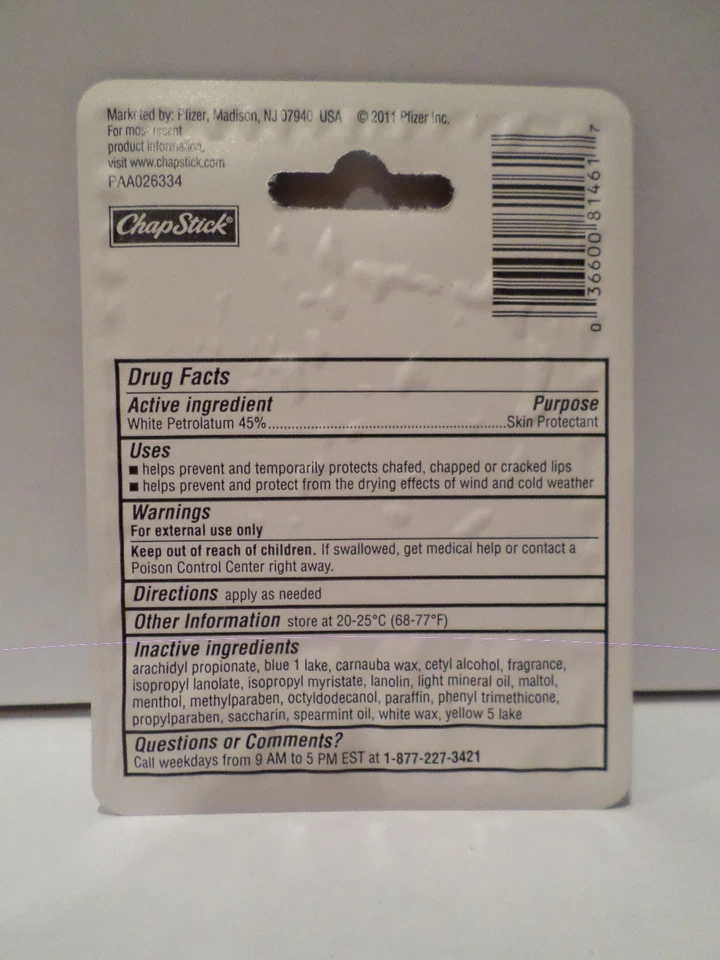 Marketed by: Pfizer, Madison, NJ 07940 USA © 2011 Pfizer Inc.
For most recent
product information,
visit www.chapstick.com
PAA026334
ChapStick®
0 36600 81461 7
Drug Facts
Active ingredient Purpose
White Petrolatum 45%..........................................................Skin Protectant
Uses
■ helps prevent and temporarily protects chafed, chapped or cracked lips
■ helps prevent and protect from the drying effects of wind and cold weather
Warnings
For external use only
Keep out of reach of children. If swallowed, get medical help or contact a
Poison Control Center right away.
Directions apply as needed
Other Information store at 20-25°C (68-77°F)
Inactive ingredients
arachidyl propionate, blue 1 lake, carnauba wax, cetyl alcohol, fragrance,
isopropyl lanolate, isopropyl myristate, lanolin, light mineral oil, maltol,
menthol, methylparaben, octyldodecanol, paraffin, phenyl trimethicone,
propylparaben, saccharin, spearmint oil, white wax, yellow 5 lake
Questions or Comments?
Call weekdays from 9 AM to 5 PM EST at 1-877-227-3421